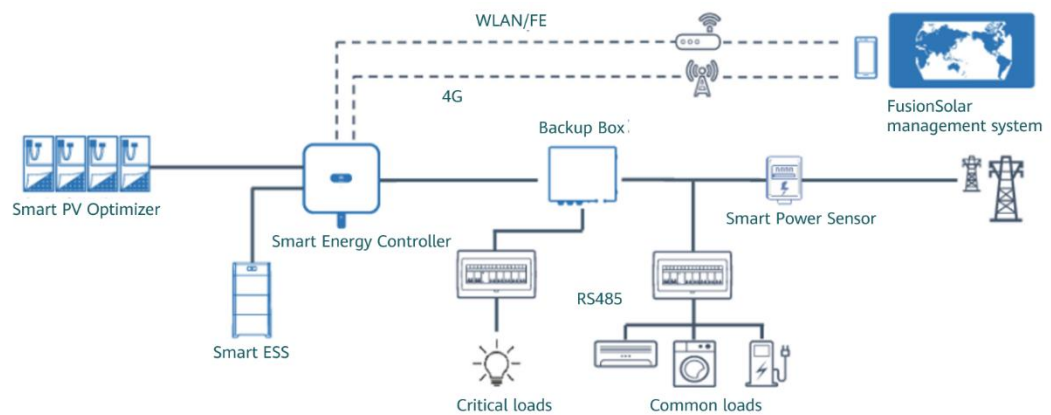 WLAN/FE
4G
FusionSolar
management system
Backup Box
Smart PV Optimizer
Smart Energy Controller
Smart Power Sensor
RS485
Smart ESS
Critical loads
Common loads